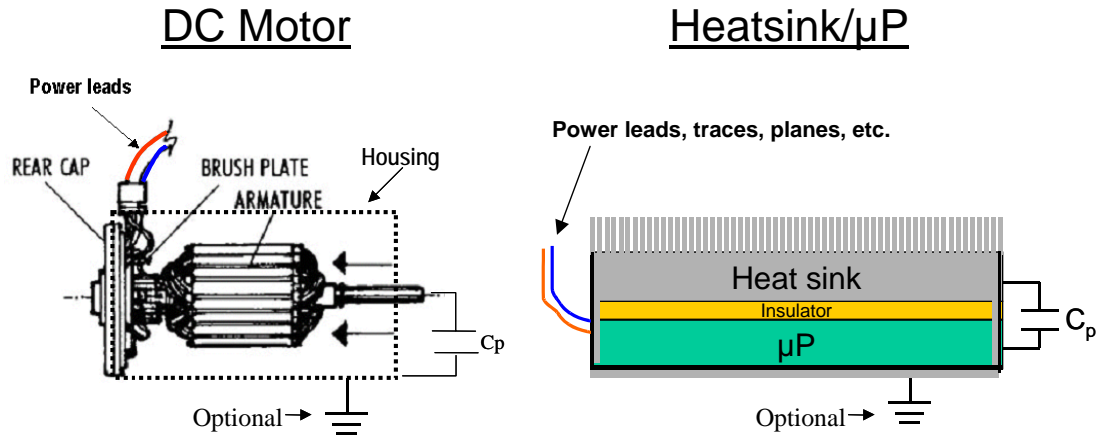 DC Motor
Power leads
REAR CAP
BRUSH PLATE
ARMATURE
Housing
Cp
Optional
Heatsink/µP
Power leads, traces, planes, etc.
Heat sink
Insulator
µP
Cp
Optional